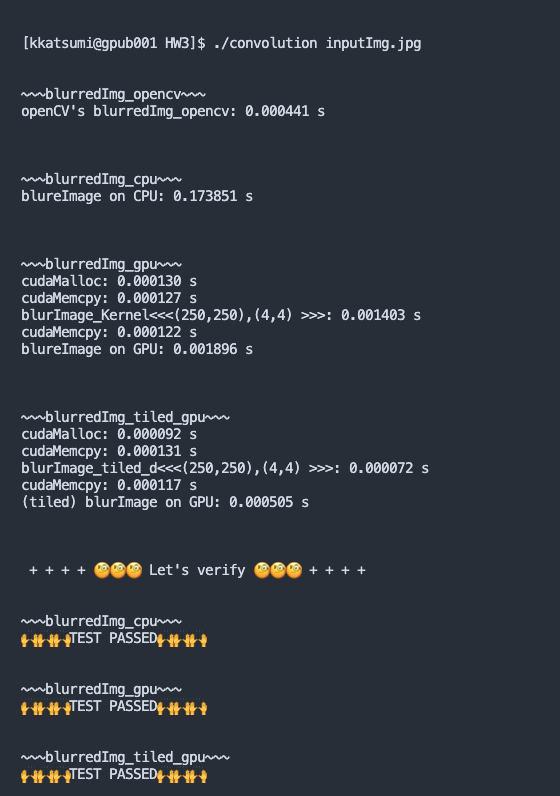 [kkatsumi@gpub001 HW3]$ ./convolution inputImg.jpg
~~~blurredImg_opencv~~~
openCV's blurredImg_opencv: 0.000441 s
~~~blurredImg_cpu~~~
blureImage on CPU: 0.173851 s
~~~blurredImg_gpu~~~
cudaMalloc: 0.000130 s
cudaMemcpy: 0.000127 s
blurImage_Kernel<<<(250,250),(4,4) >>>: 0.001403 s
cudaMemcpy: 0.000122 s
blureImage on GPU: 0.001896 s
~~~blurredImg_tiled_gpu~~~
cudaMalloc: 0.000092 s
cudaMemcpy: 0.000131 s
blurImage_tiled_d<<<(250,250),(4,4) >>>: 0.000072 s
cudaMemcpy: 0.000117 s
(tiled) blurImage on GPU: 0.000505 s
+ + + + 🧐🧐🧐 Let's verify 🧐🧐🧐 + + + +
~~~blurredImg_cpu~~~
🙌🙌🙌TEST PASSED🙌🙌🙌
~~~blurredImg_gpu~~~
🙌🙌🙌TEST PASSED🙌🙌🙌
~~~blurredImg_tiled_gpu~~~
🙌🙌🙌TEST PASSED🙌🙌🙌